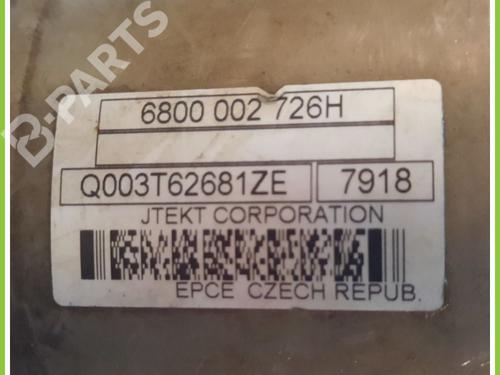 B-PARTS
6800 002 726H
Q003T62681ZE 7918
JTEKT CORPORATION
EPCE CZECH REPUB.